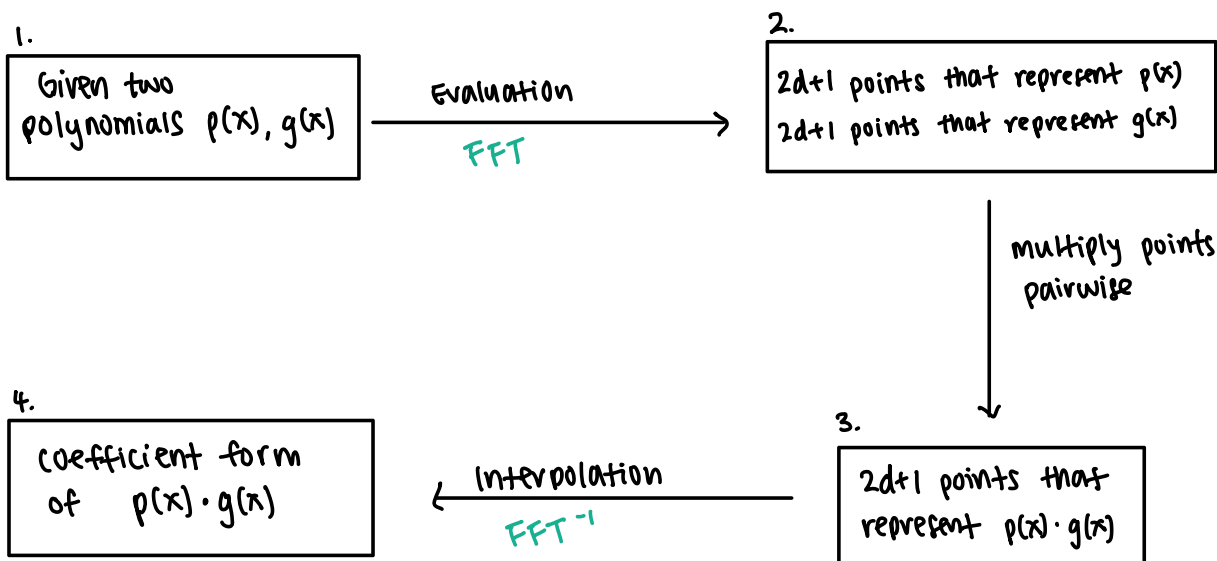 1.
Given two
polynomials p(x), g(x)
Evaluation
FFT
2.
2d+1 points that represent p(x)
2d+1 points that represent g(x)
multiply points
pairwise
3.
2d+1 points that
represent p(x)·g(x)
Interpolation
FFT⁻¹
4.
coefficient form
of p(x)·g(x)